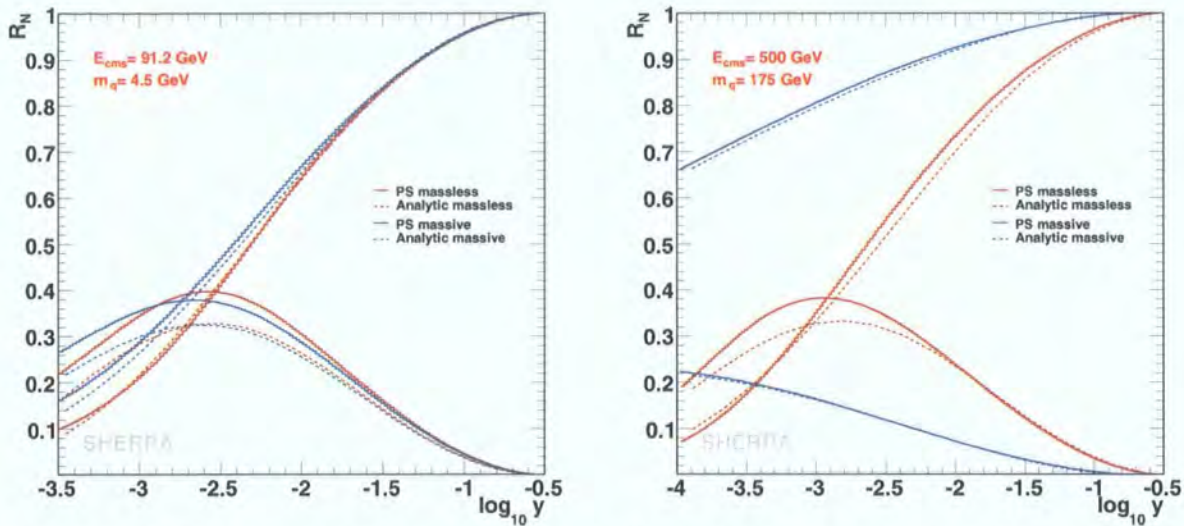 R_N
1
0.9
0.8
0.7
0.6
0.5
0.4
0.3
0.2
0.1
E_cms= 91.2 GeV
m_q= 4.5 GeV
PS massless
Analytic massless
PS massive
Analytic massive
SHERPA
-3.5 -3 -2.5 -2 -1.5 -1 -0.5
log_10 y
R_N
1
0.9
0.8
0.7
0.6
0.5
0.4
0.3
0.2
0.1
E_cms= 500 GeV
m_q= 175 GeV
PS massless
Analytic massless
PS massive
Analytic massive
SHERPA
-4 -3.5 -3 -2.5 -2 -1.5 -1 -0.5
log_10 y